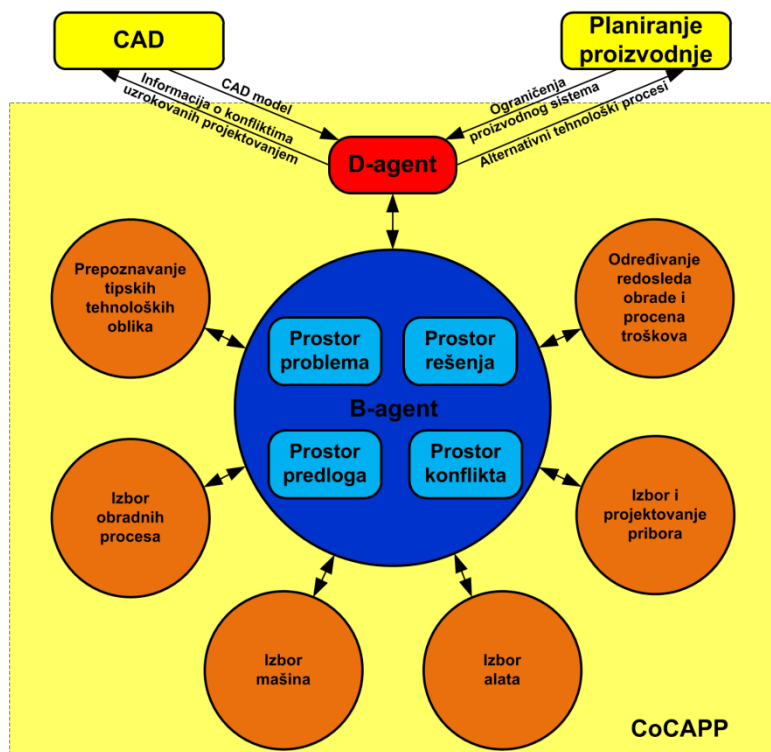 CAD
Planiranje
proizvodnje
CAD model
Informacija o konfliktima
uzrokovanih projektovanjem
Ograničenja
proizvodnog sistema
Alternativni tehnološki procesi
D-agent
Prepoznavanje
tipskih
tehnoloških
oblika
Određivanje
redosleda
obrade i
procena
troškova
Prostor
problema
Prostor
rešenja
B-agent
Prostor
predloga
Prostor
konflikta
Izbor
obradnih
procesa
Izbor i
projektovanje
pribora
Izbor
mašina
Izbor
alata
CoCAPP